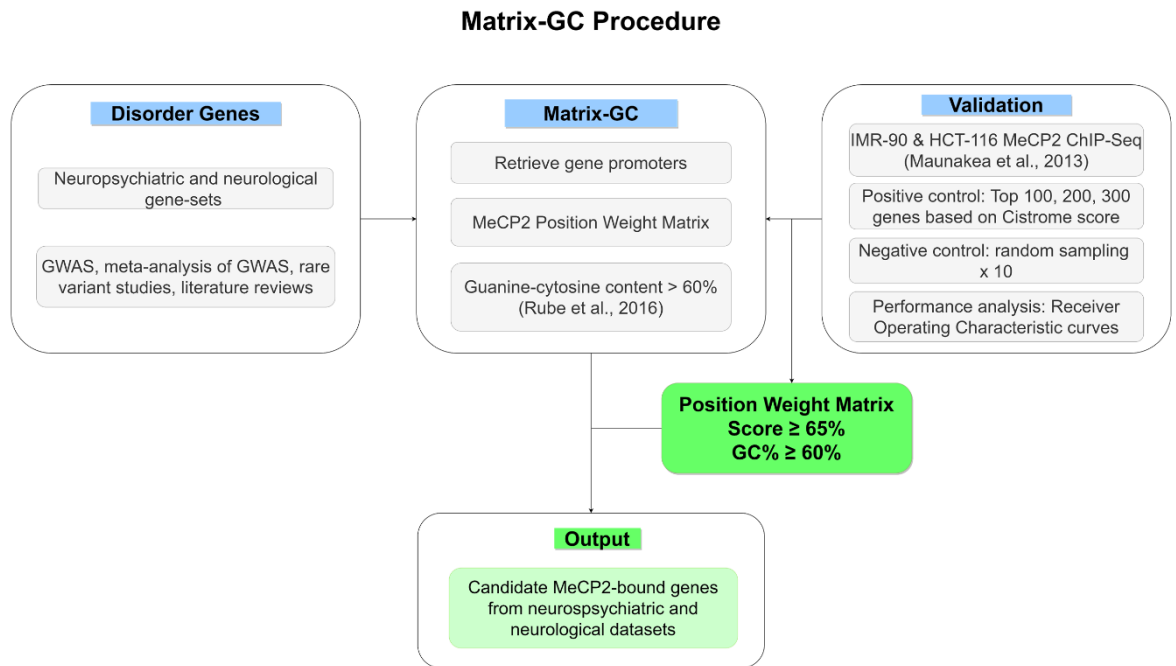 Matrix-GC Procedure
Disorder Genes
Neuropsychiatric and neurological
gene-sets
GWAS, meta-analysis of GWAS, rare
variant studies, literature reviews
Matrix-GC
Retrieve gene promoters
MeCP2 Position Weight Matrix
Guanine-cytosine content > 60%
(Rube et al., 2016)
Validation
IMR-90 & HCT-116 MeCP2 ChIP-Seq
(Maunakea et al., 2013)
Positive control: Top 100, 200, 300
genes based on Cistrome score
Negative control: random sampling
x 10
Performance analysis: Receiver
Operating Characteristic curves
Position Weight Matrix
Score ≥ 65%
GC% ≥ 60%
Output
Candidate MeCP2-bound genes
from neurospsychiatric and
neurological datasets